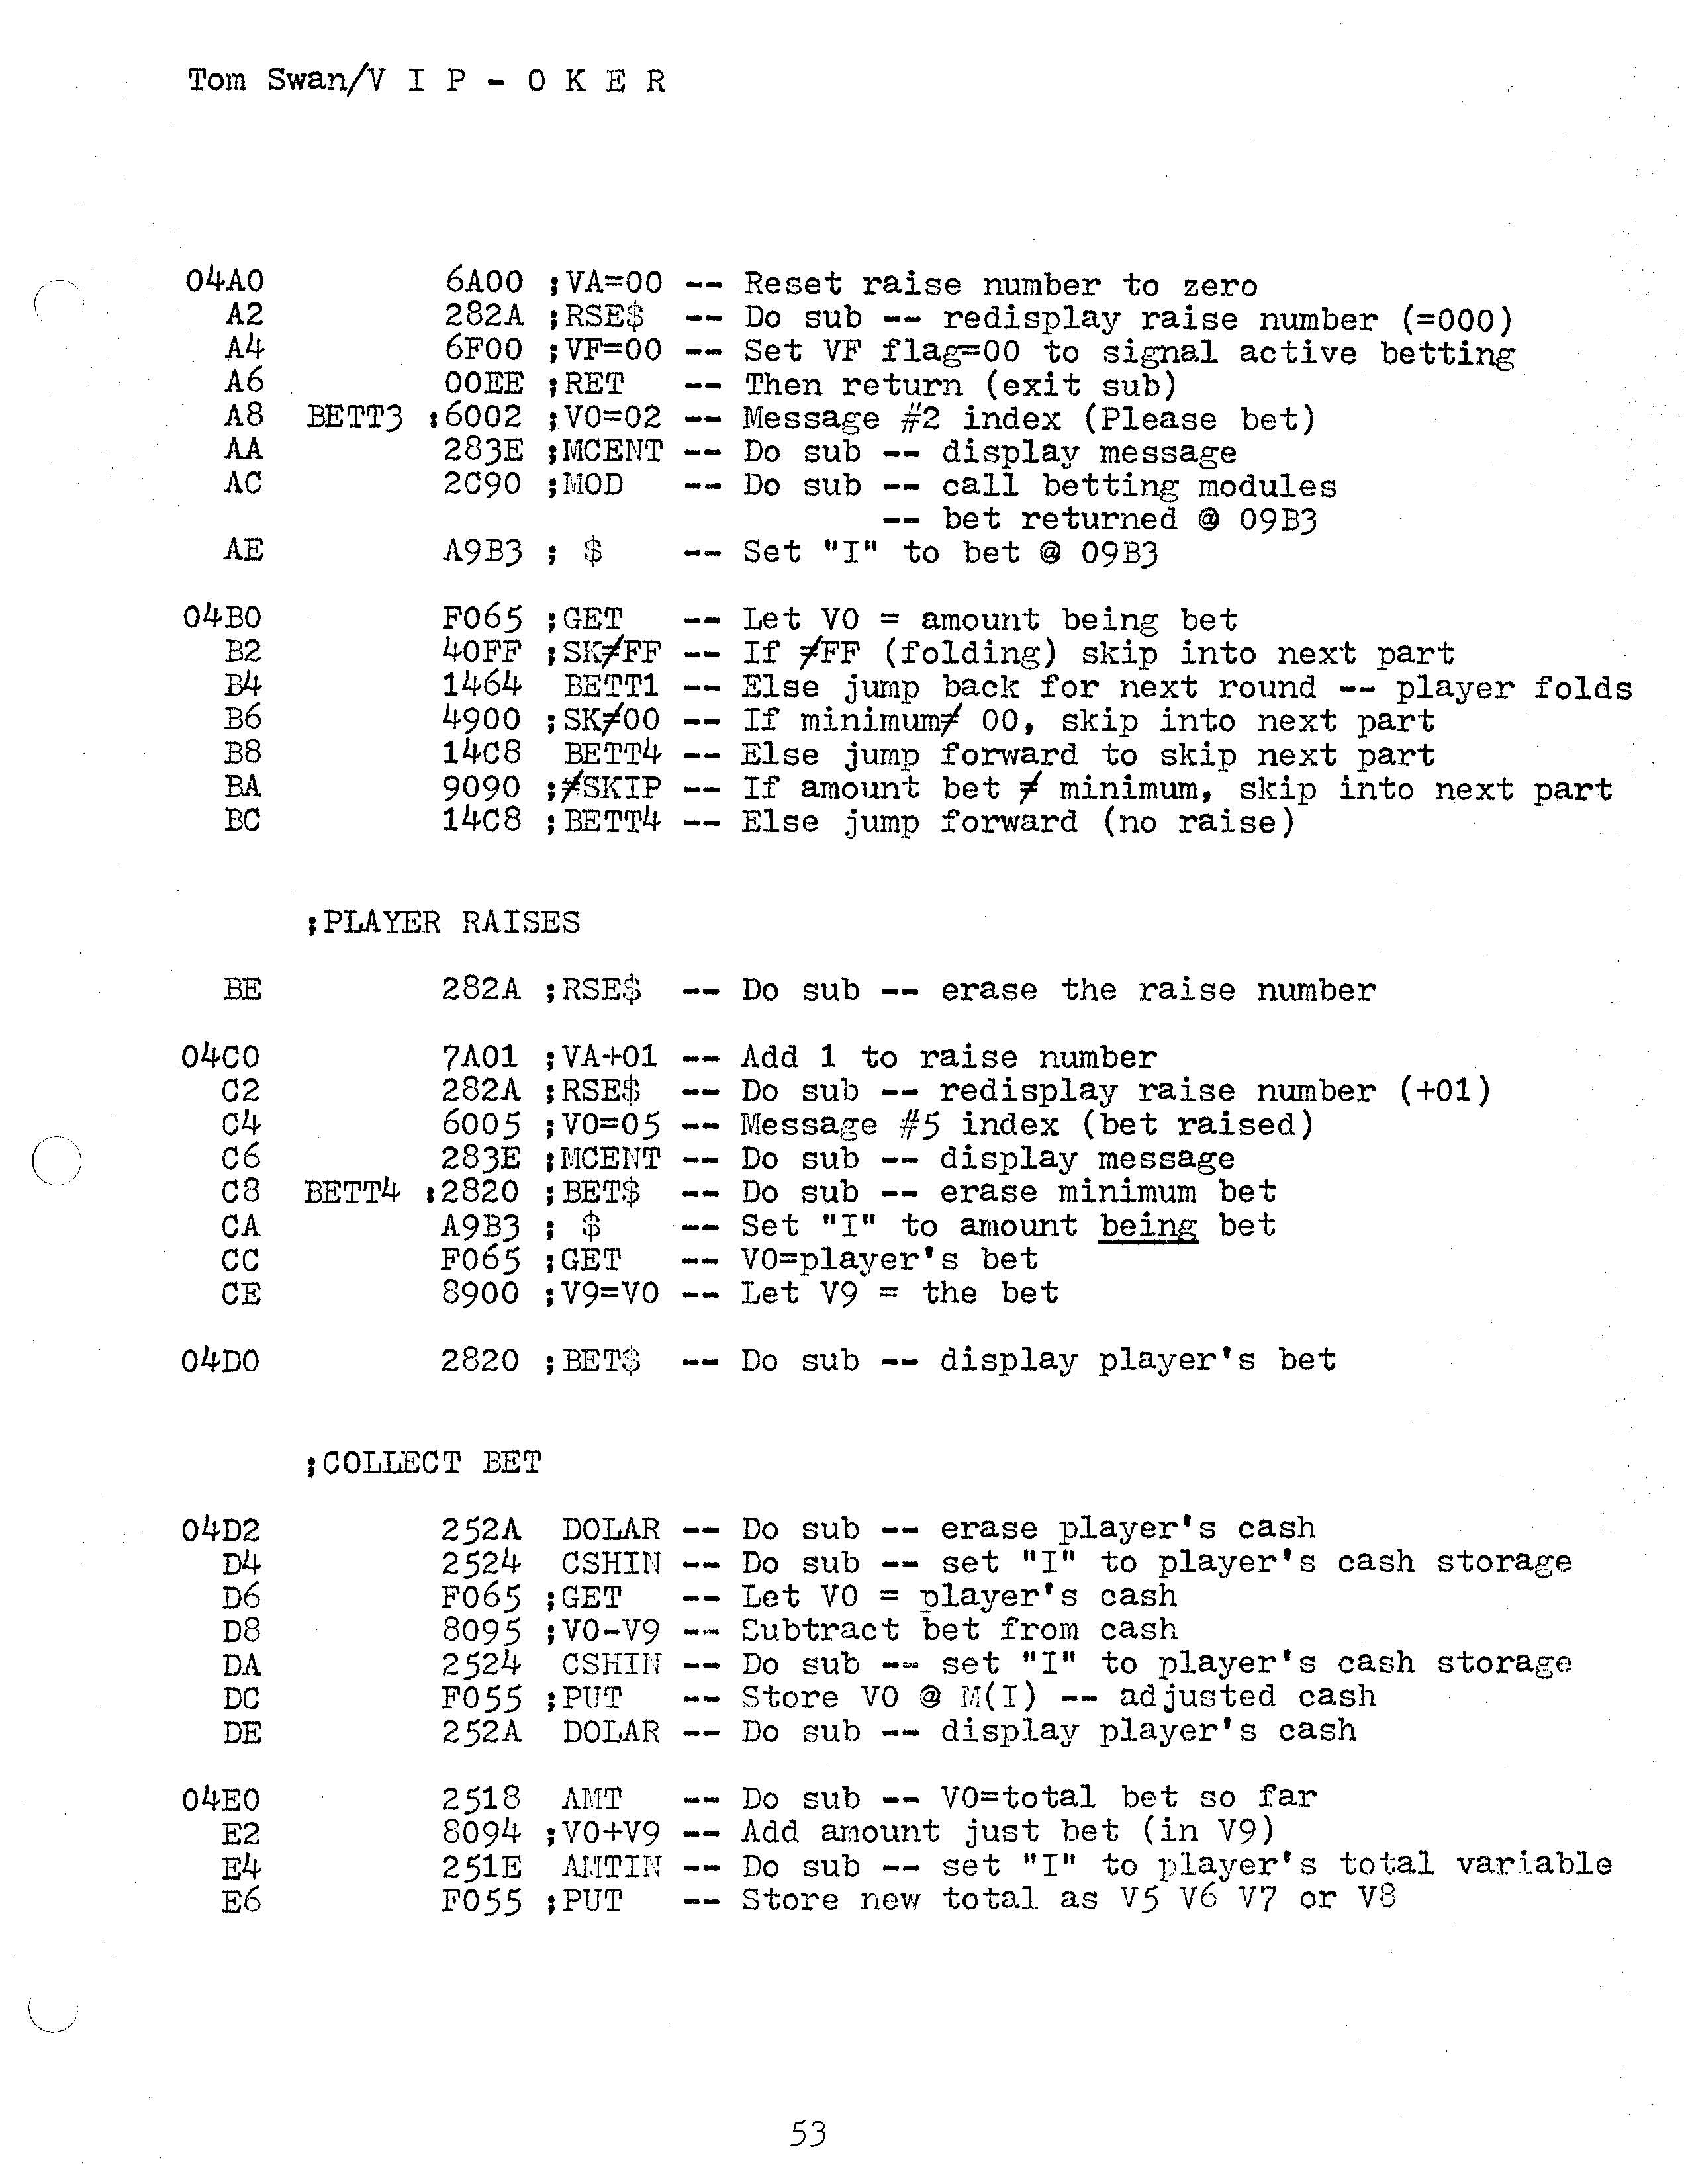 Tom Swan/V I P - O K E R
04A0 6A00 ;VA=00 -- Reset raise number to zero
A2 282A ;RSE$ -- Do sub -- redisplay raise number (=000)
A4 6F00 ;VF=00 -- Set VF flag=00 to signal active betting
A6 00EE ;RET -- Then return (exit sub)
A8 BETT3 :6002 ;V0=02 -- Message #2 index (Please bet)
AA 283E ;MCENT -- Do sub -- display message
AC 2C90 ;MOD -- Do sub -- call betting modules
-- bet returned @ 09B3
AE A9B3 ; $ -- Set "I" to bet @ 09B3
04B0 F065 ;GET -- Let V0 = amount being bet
B2 40FF ;SK≠FF -- If ≠FF (folding) skip into next part
B4 1464 BETT1 -- Else jump back for next round -- player folds
B6 4900 ;SK≠00 -- If minimum≠ 00, skip into next part
B8 14C8 BETT4 -- Else jump forward to skip next part
BA 9090 ;≠SKIP -- If amount bet ≠ minimum, skip into next part
BC 14C8 ;BETT4 -- Else jump forward (no raise)
;PLAYER RAISES
BE 282A ;RSE$ -- Do sub -- erase the raise number
04C0 7A01 ;VA+01 -- Add 1 to raise number
C2 282A ;RSE$ -- Do sub -- redisplay raise number (+01)
C4 6005 ;V0=05 -- Message #5 index (bet raised)
C6 283E ;MCENT -- Do sub -- display message
C8 BETT4 :2820 ;BET$ -- Do sub -- erase minimum bet
CA A9B3 ; $ -- Set "I" to amount being bet
CC F065 ;GET -- V0=player's bet
CE 8900 ;V9=V0 -- Let V9 = the bet
04D0 2820 ;BET$ -- Do sub -- display player's bet
;COLLECT BET
04D2 252A DOLAR -- Do sub -- erase player's cash
D4 2524 CSHIN -- Do sub -- set "I" to player's cash storage
D6 F065 ;GET -- Let V0 = player's cash
D8 8095 ;V0-V9 -- Subtract bet from cash
DA 2524 CSHIN -- Do sub -- set "I" to player's cash storage
DC F055 ;PUT -- Store V0 @ M(I) -- adjusted cash
DE 252A DOLAR -- Do sub -- display player's cash
04E0 2518 AMT -- Do sub -- V0=total bet so far
E2 8094 ;V0+V9 -- Add amount just bet (in V9)
E4 251E AMTIN -- Do sub -- set "I" to player's total variable
E6 F055 ;PUT -- Store new total as V5 V6 V7 or V8
53